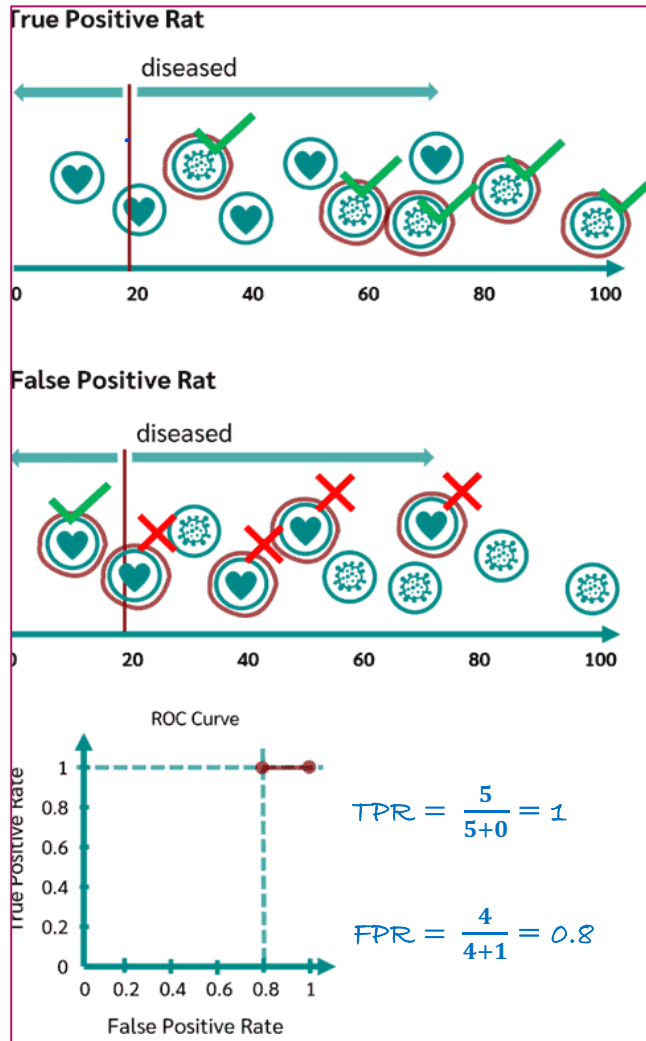 True Positive Rat
diseased
0 20 40 60 80 100
False Positive Rat
diseased
0 20 40 60 80 100
ROC Curve
True Positive Rate
1
0.8
0.6
0.4
0.2
0
0 0.2 0.4 0.6 0.8 1
False Positive Rate
TPR = 5/5+0 = 1
FPR = 4/4+1 = 0.8